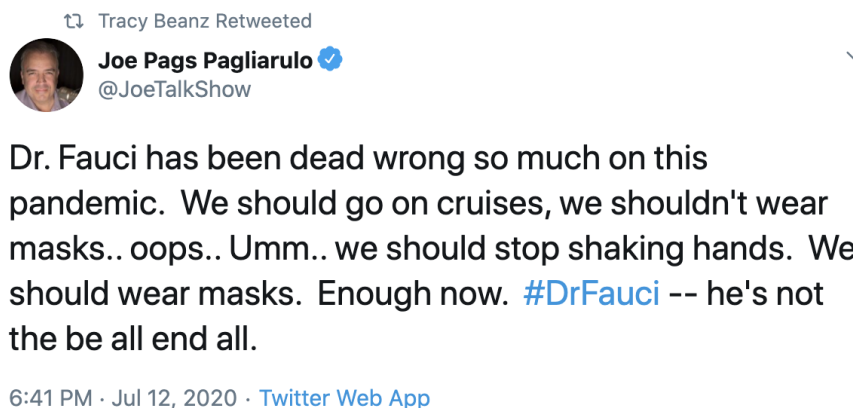 Tracy Beanz Retweeted
Joe Pags Pagliarulo
@JoeTalkShow
Dr. Fauci has been dead wrong so much on this
pandemic.  We should go on cruises, we shouldn't wear
masks.. oops.. Umm.. we should stop shaking hands.  We
should wear masks.  Enough now.  #DrFauci -- he's not
the be all end all.
6:41 PM · Jul 12, 2020 · Twitter Web App